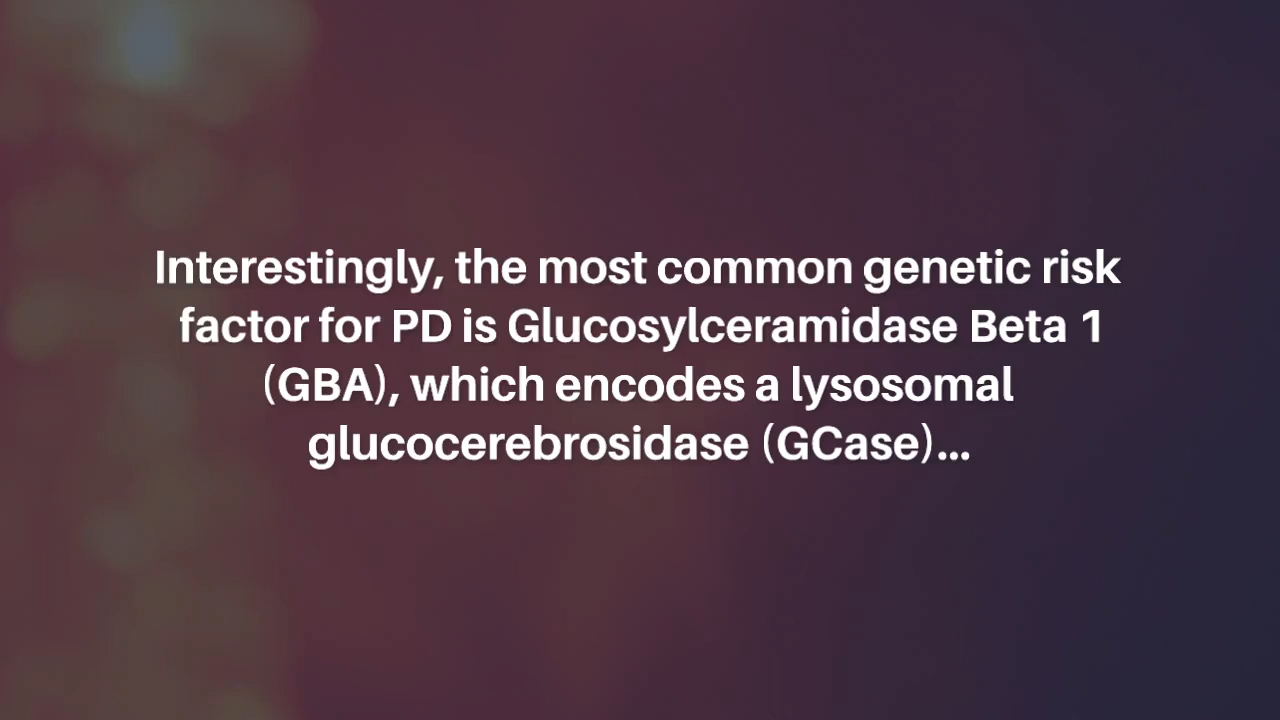 Interestingly, the most common genetic risk
factor for PD is Glucosylceramidase Beta 1
(GBA), which encodes a lysosomal
glucocerebrosidase (GCase)...